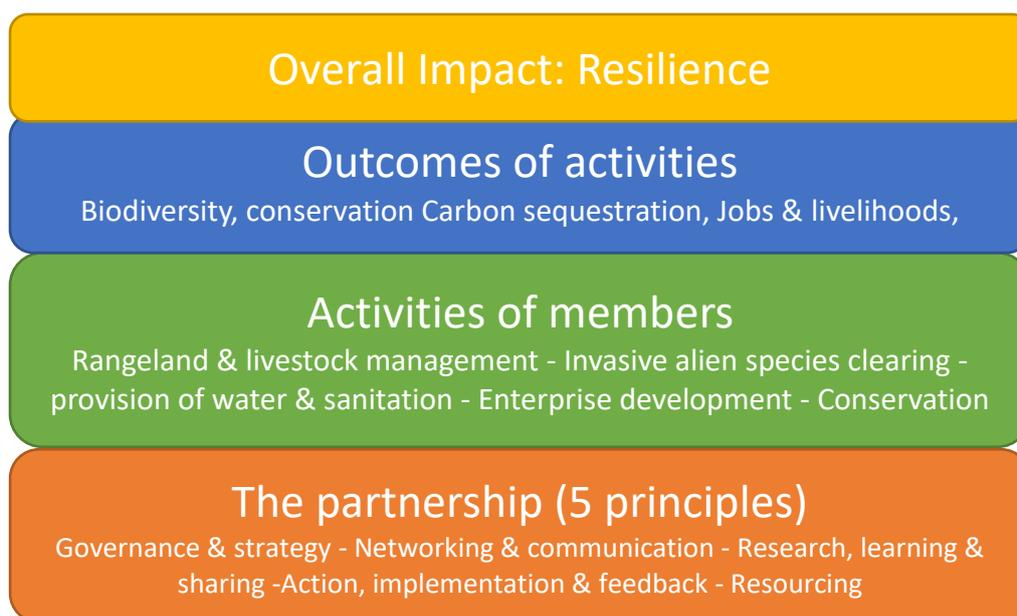 Overall Impact: Resilience
Outcomes of activities
Biodiversity, conservation Carbon sequestration, Jobs & livelihoods,
Activities of members
Rangeland & livestock management - Invasive alien species clearing -
provision of water & sanitation - Enterprise development - Conservation
The partnership (5 principles)
Governance & strategy - Networking & communication - Research, learning &
sharing -Action, implementation & feedback - Resourcing